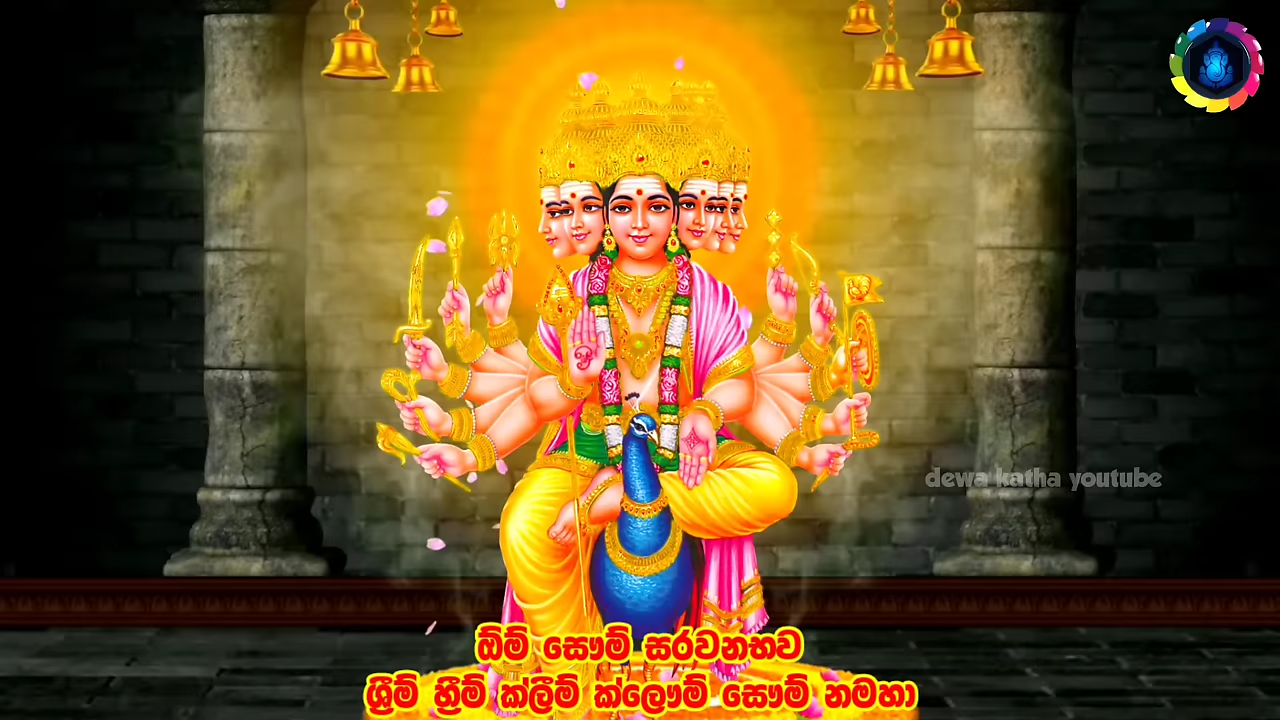 dewa katha youtube
ඕම් සෞම් සරවනභව
ශ්‍රීම් හ්‍රීම් ක්ලීම් ක්ලෞම් සෞම් නමහා